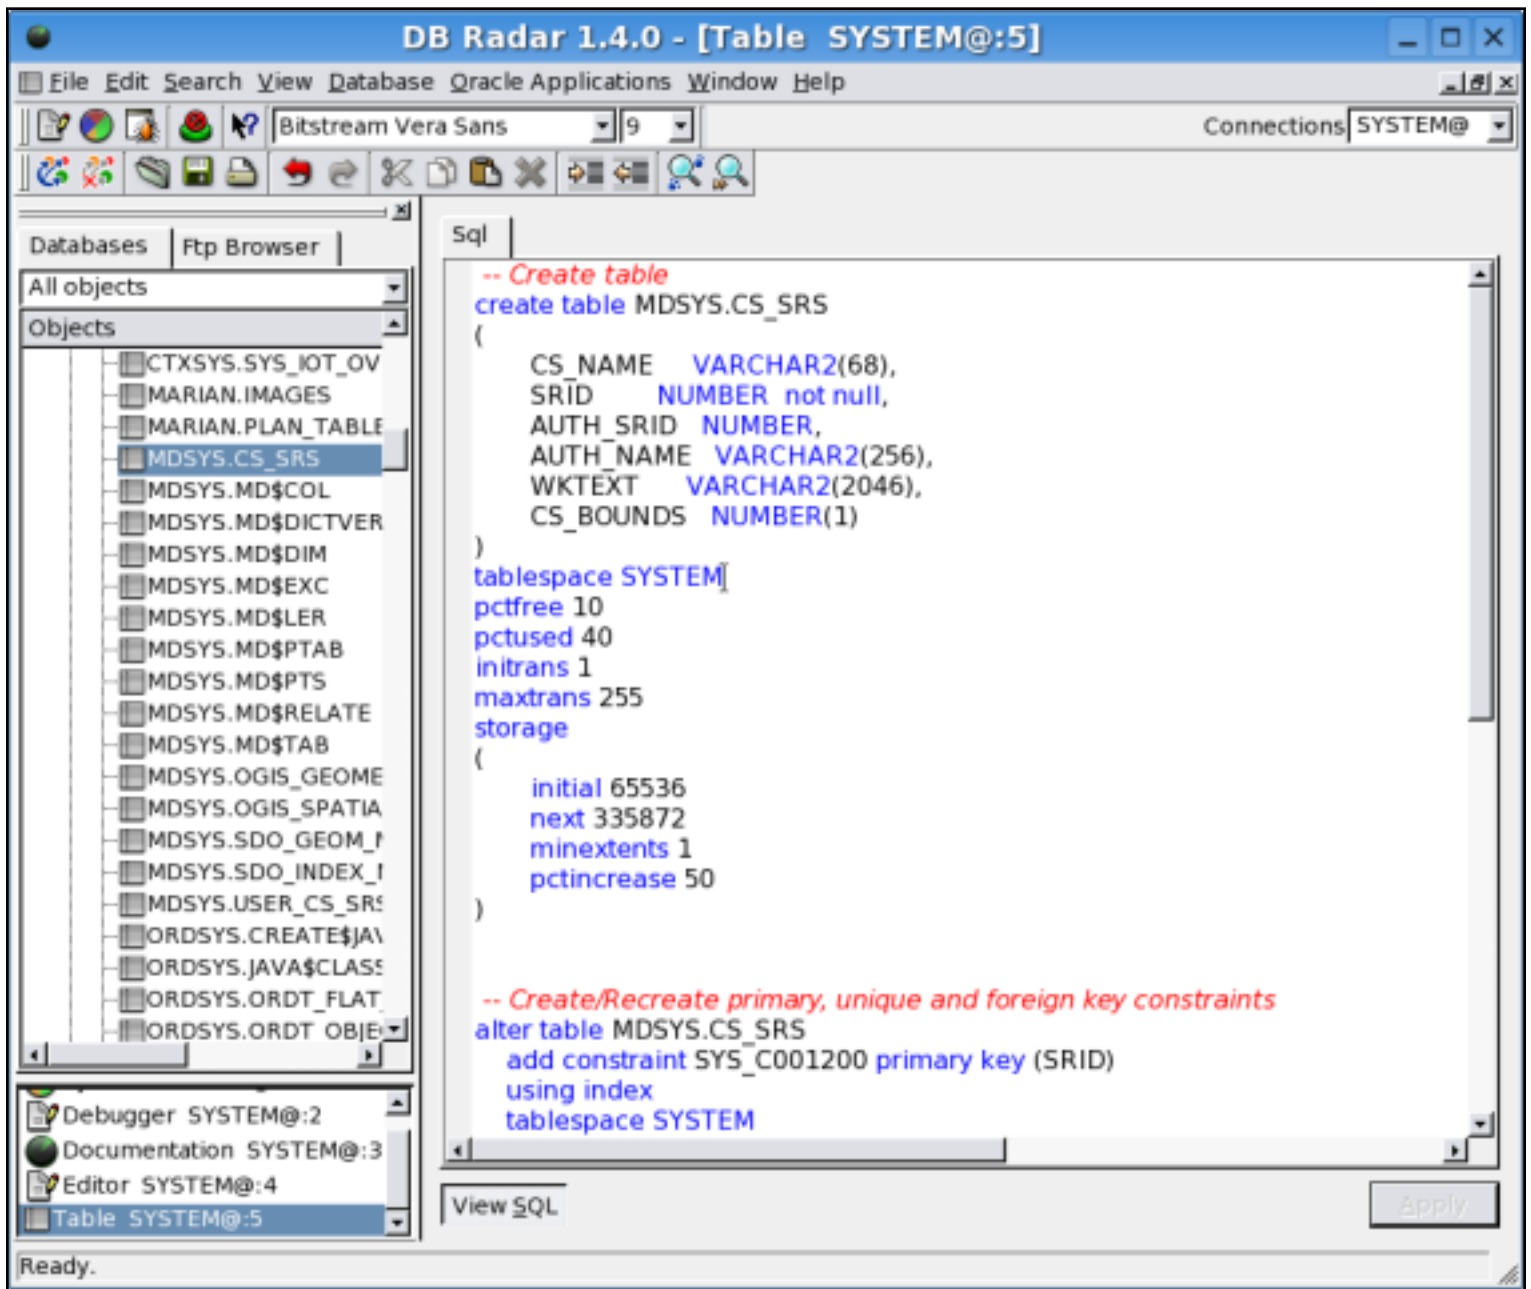 DB Radar 1.4.0 - [Table SYSTEM@:5]
File Edit Search View Database Oracle Applications Window Help
Bitstream Vera Sans 9 Connections SYSTEM@
Databases Ftp Browser
All objects
Objects
CTXSYS.SYS_IOT_OV
MARIAN.IMAGES
MARIAN.PLAN_TABLE
MDSYS.CS_SRS
MDSYS.MD$COL
MDSYS.MD$DICTVER
MDSYS.MD$DIM
MDSYS.MD$EXC
MDSYS.MD$LER
MDSYS.MD$PTAB
MDSYS.MD$PTS
MDSYS.MD$RELATE
MDSYS.MD$TAB
MDSYS.OGIS_GEOME
MDSYS.OGIS_SPATIA
MDSYS.SDO_GEOM_
MDSYS.SDO_INDEX_
MDSYS.USER_CS_SRS
ORDSYS.CREATE$JAV
ORDSYS.JAVA$CLASS
ORDSYS.ORDT_FLAT_
ORDSYS.ORDT_OBJE
Debugger SYSTEM@:2
Documentation SYSTEM@:3
Editor SYSTEM@:4
Table SYSTEM@:5
Sql
-- Create table
create table MDSYS.CS_SRS
(
CS_NAME VARCHAR2(68),
SRID NUMBER not null,
AUTH_SRID NUMBER,
AUTH_NAME VARCHAR2(256),
WKTEXT VARCHAR2(2046),
CS_BOUNDS NUMBER(1)
)
tablespace SYSTEM
pctfree 10
pctused 40
initrans 1
maxtrans 255
storage
(
initial 65536
next 335872
minextents 1
pctincrease 50
)
-- Create/Recreate primary, unique and foreign key constraints
alter table MDSYS.CS_SRS
add constraint SYS_C001200 primary key (SRID)
using index
tablespace SYSTEM
View SQL Apply
Ready.